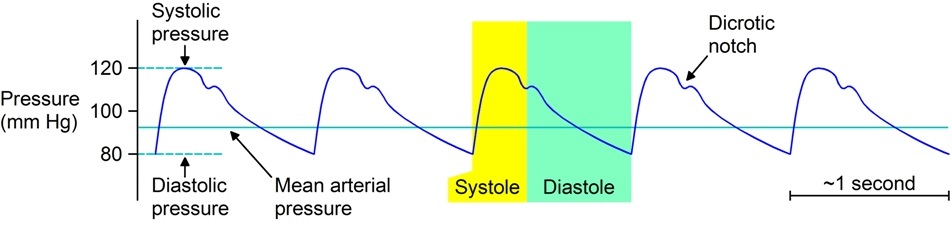 Systolic
pressure
Dicrotic
notch
120
Pressure
(mm Hg)
100
80
Diastolic
pressure
Mean arterial
pressure
Systole
Diastole
~1 second